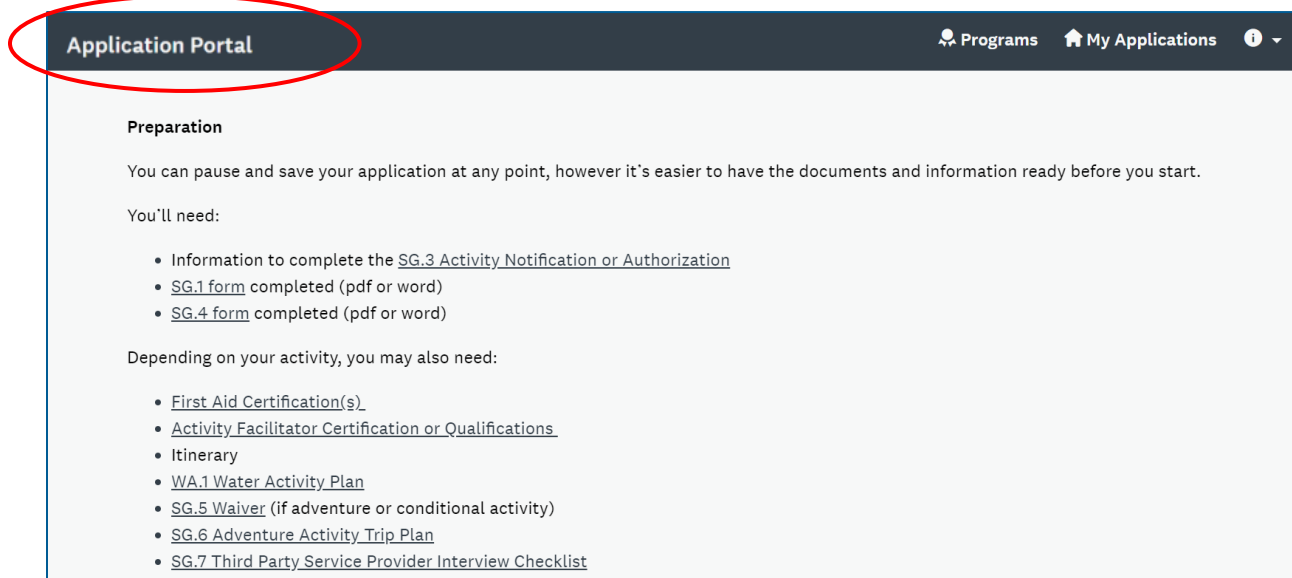 Application Portal
Programs My Applications
Preparation
You can pause and save your application at any point, however it's easier to have the documents and information ready before you start.
You'll need:
• Information to complete the SG.3 Activity Notification or Authorization
• SG.1 form completed (pdf or word)
• SG.4 form completed (pdf or word)
Depending on your activity, you may also need:
• First Aid Certification(s)
• Activity Facilitator Certification or Qualifications
• Itinerary
• WA.1 Water Activity Plan
• SG.5 Waiver (if adventure or conditional activity)
• SG.6 Adventure Activity Trip Plan
• SG.7 Third Party Service Provider Interview Checklist